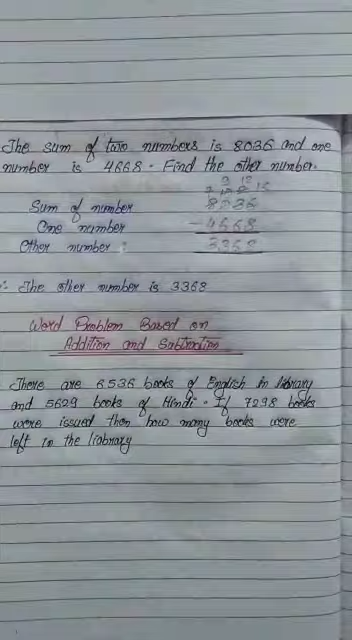 The sum of two numbers is 8036 and one
number is 4668. Find the other number.
Sum of number 8036
One number -4668
Other number : 3368
∴ The other number is 3368
Word Problem Based on
Addition and Subtraction
There are 6536 books of English in library
and 5629 books of Hindi. If 7298 books
were issued then how many books were
left in the liabrary